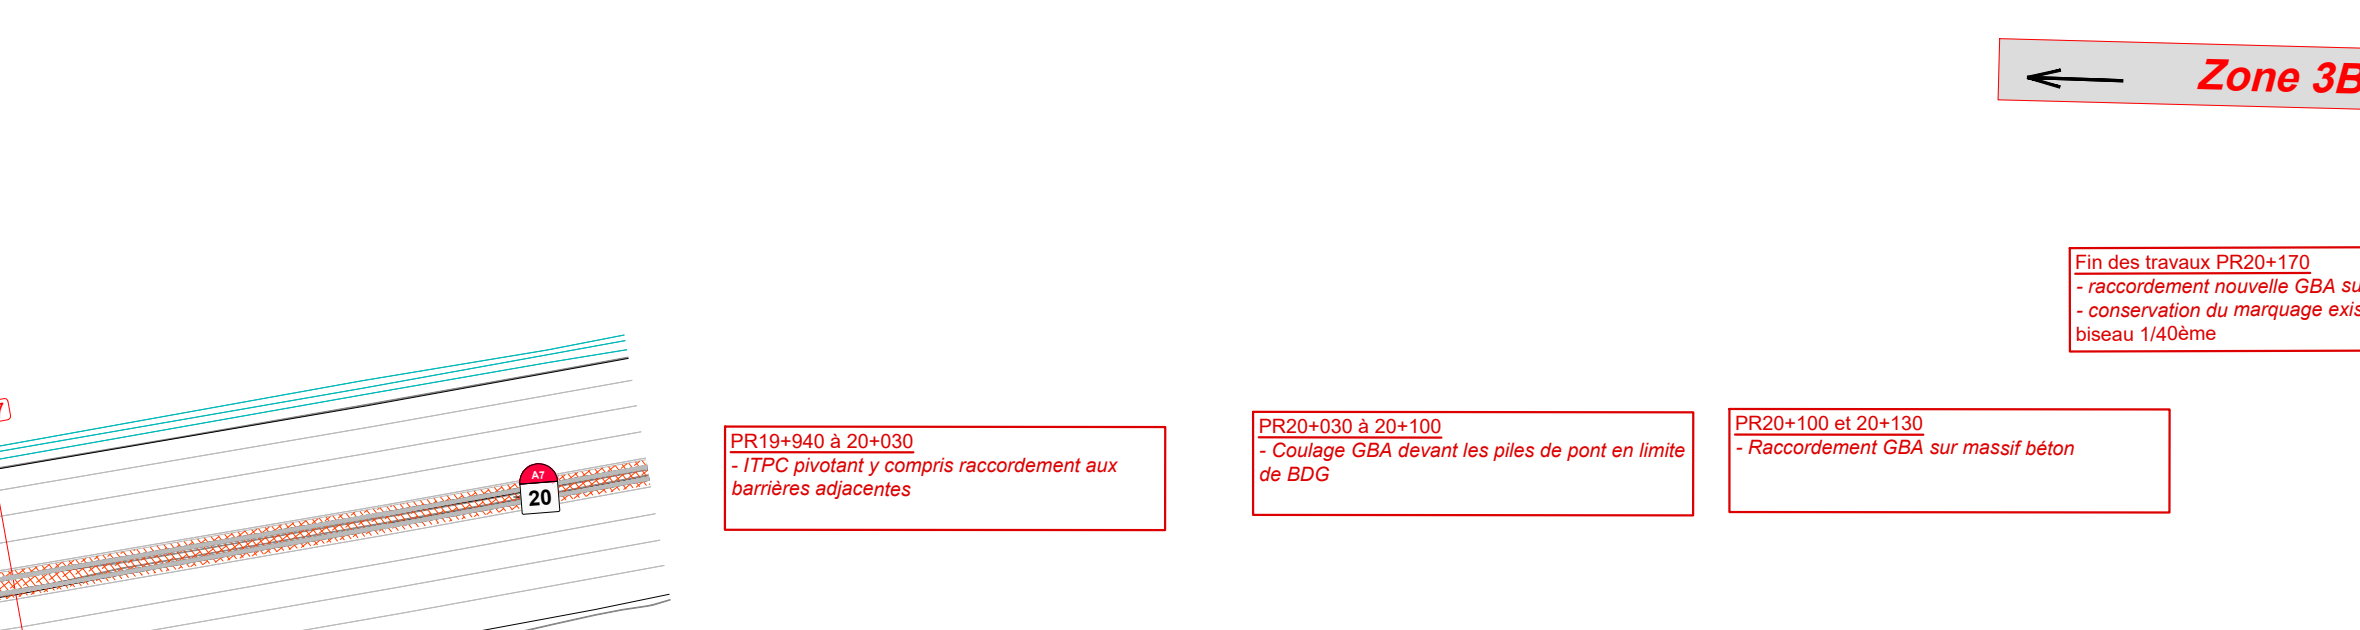 Zone 3B
Fin des travaux PR20+170
- raccordement nouvelle GBA su
- conservation du marquage exis
biseau 1/40ème
7
PR19+940 à 20+030
- ITPC pivotant y compris raccordement aux
barrières adjacentes
PR20+030 à 20+100
- Coulage GBA devant les piles de pont en limite
de BDG
PR20+100 et 20+130
- Raccordement GBA sur massif béton
A7
20